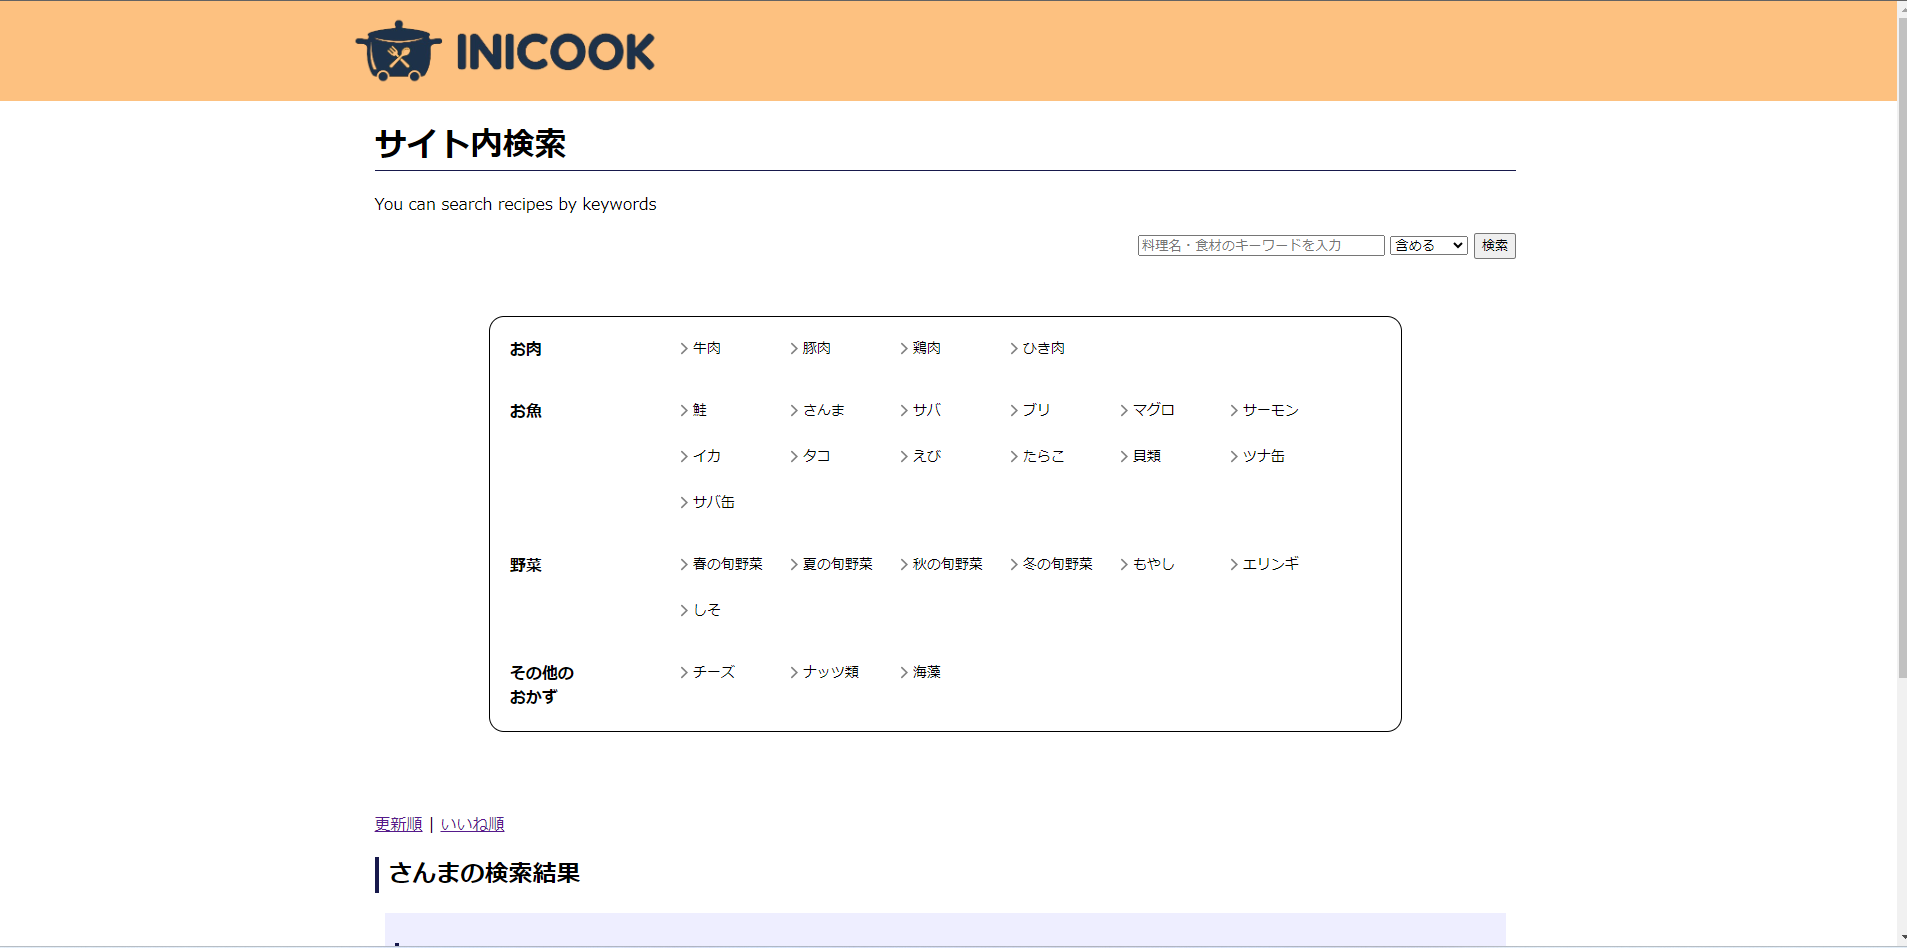 INICOOK
サイト内検索
You can search recipes by keywords
料理名・食材のキーワードを入力 含める 検索
お肉 牛肉 豚肉 鶏肉 ひき肉
お魚 鮭 さんま サバ ブリ マグロ サーモン
イカ タコ えび たらこ 貝類 ツナ缶
サバ缶
野菜 春の旬野菜 夏の旬野菜 秋の旬野菜 冬の旬野菜 もやし エリンギ
しそ
その他の チーズ ナッツ類 海藻
おかず
更新順 | いいね順
さんまの検索結果